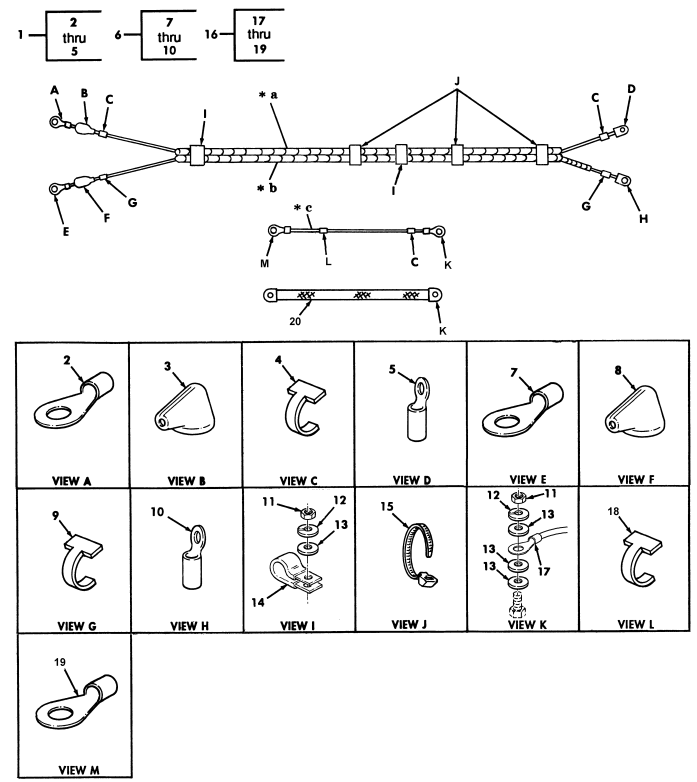 2 7 17
1 thru 6 thru 16 thru
5 10 19
* a J
A B C I C D
* b I
E F G G H
* c
M L C K
20 K
2 3 4 5 7 8
VIEW A VIEW B VIEW C VIEW D VIEW E VIEW F
9 10 11 12 13 14 15 12 11 13 13 13 17 18
VIEW G VIEW H VIEW I VIEW J VIEW K VIEW L
19
VIEW M